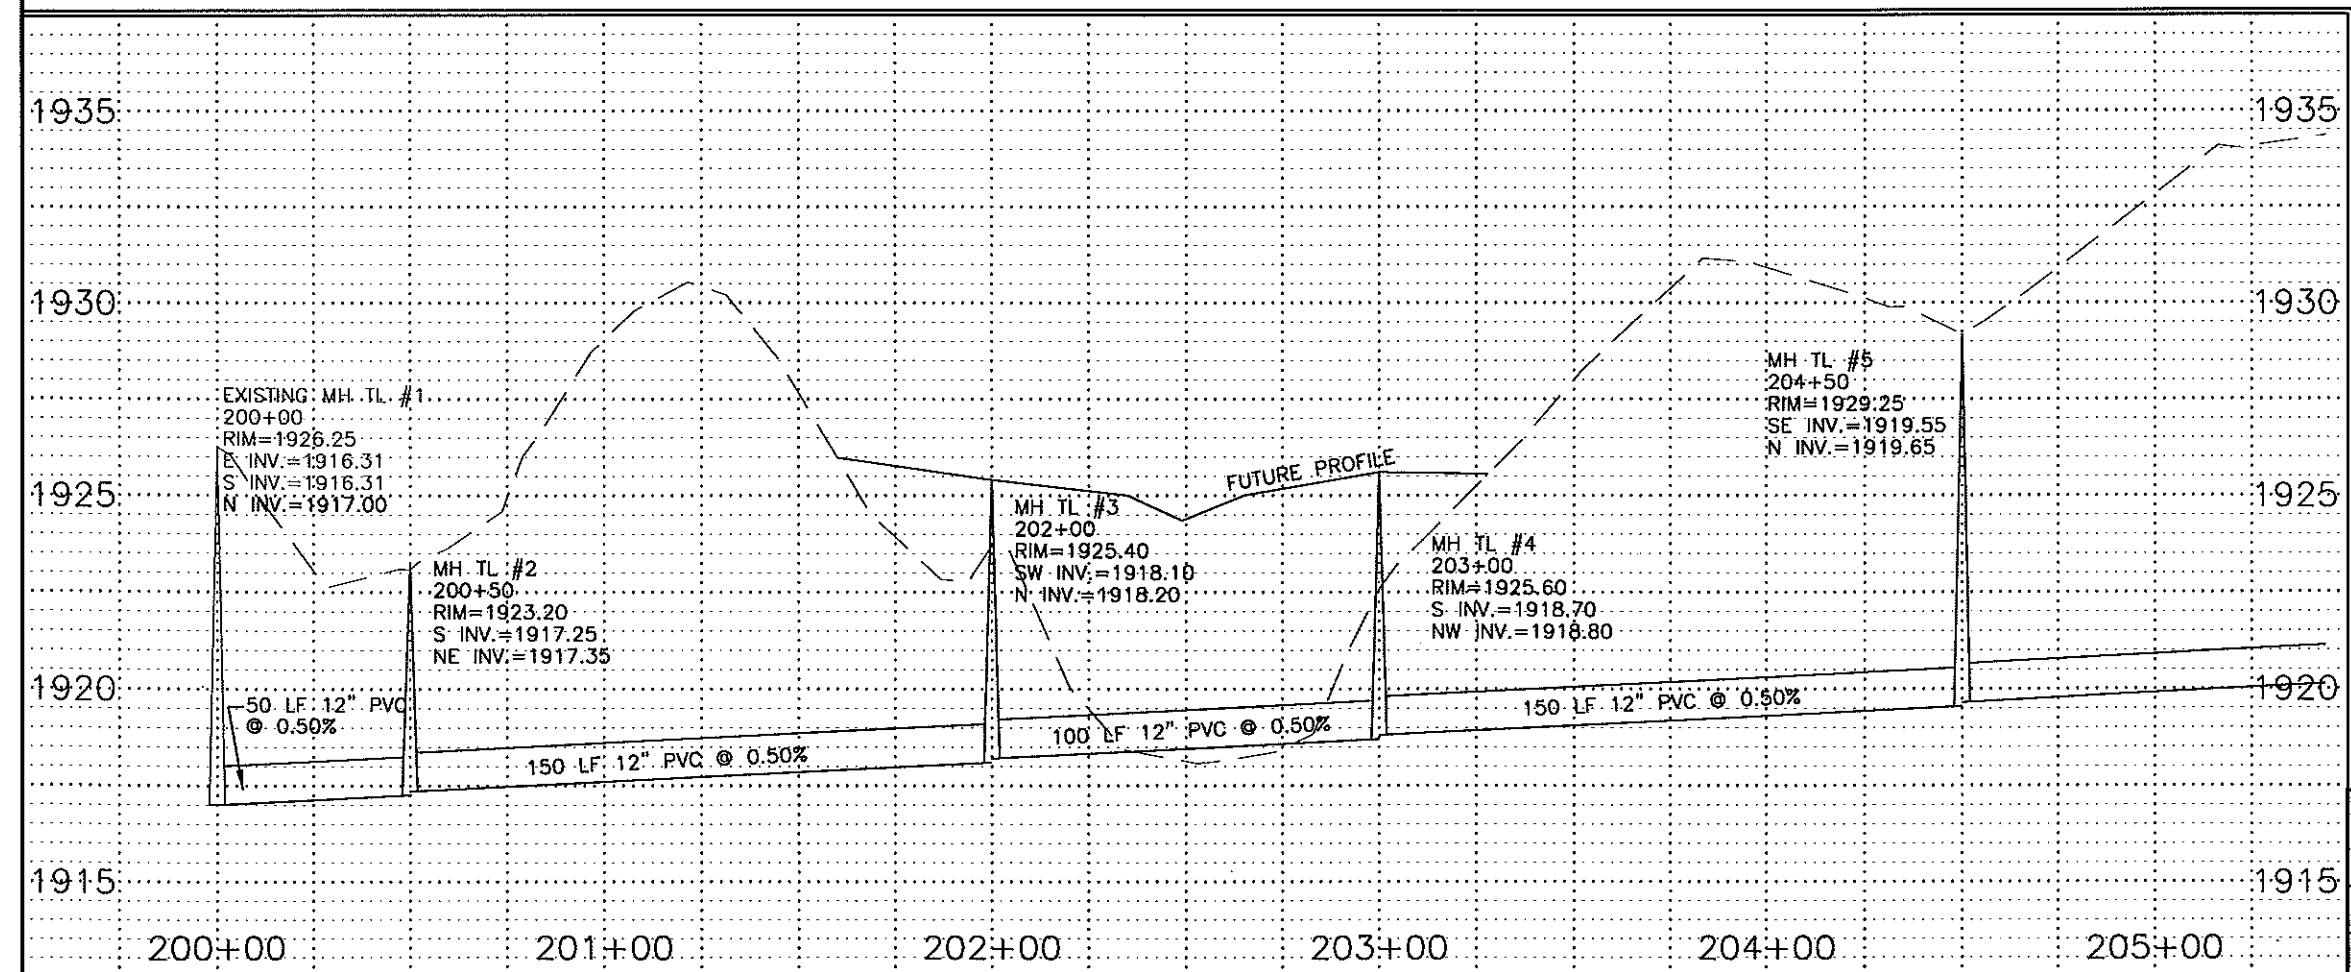 1935
1935
1930
1930
EXISTING MH TL #1
200+00
RIM=1926.25
E INV.=1916.31
S INV.=1916.31
N INV.=1917.00
MH TL #5
204+50
RIM=1929.25
SE INV.=1919.55
N INV.=1919.65
FUTURE PROFILE
1925
1925
MH TL #2
200+50
RIM=1923.20
S INV.=1917.25
NE INV.=1917.35
MH TL #3
202+00
RIM=1925.40
SW INV.=1918.10
N INV.=1918.20
MH TL #4
203+00
RIM=1925.60
S INV.=1918.70
NW INV.=1918.80
1920
1920
50 LF 12" PVC
@ 0.50%
150 LF 12" PVC @ 0.50%
100 LF 12" PVC @ 0.50%
150 LF 12" PVC @ 0.50%
1915
1915
200+00
201+00
202+00
203+00
204+00
205+00